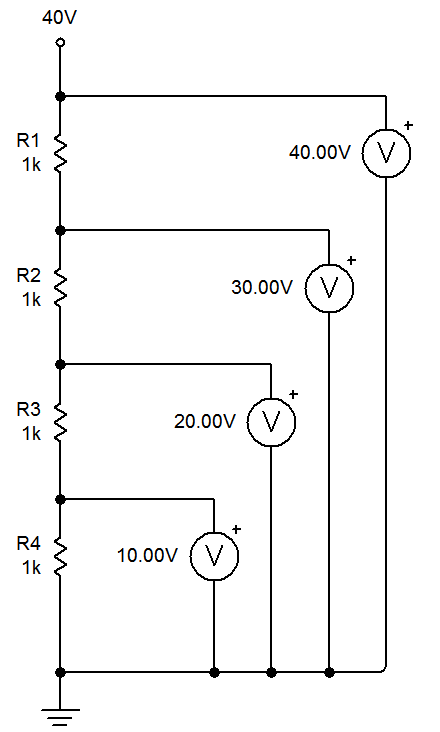 40V
R1
1k
+
40.00V
V
R2
1k
+
30.00V
V
R3
1k
+
20.00V
V
R4
1k
+
10.00V
V